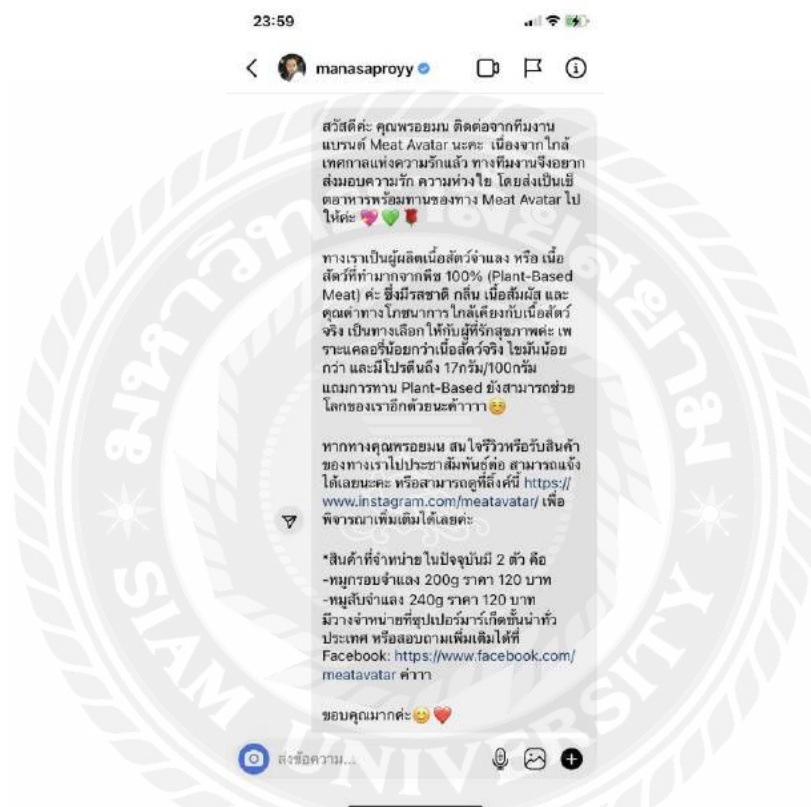 23:59
manasaproyy
สวัสดีค่ะ คุณพรอยมน ติดต่อจากทีมงาน
แบรนด์ Meat Avatar นะคะ เนื่องจากใกล้
เทศกาลแห่งความรักแล้ว ทางทีมงานจึงอยาก
ส่งมอบความรัก ความห่วงใย โดยส่งเป็นเซ็
ตอาหารพร้อมทานของทาง Meat Avatar ไป
ให้ค่ะ 💖💚🌹
ทางเราเป็นผู้ผลิตเนื้อสัตว์จำแลง หรือ เนื้อ
สัตว์ที่ทำมากจากพืช 100% (Plant-Based
Meat) ค่ะ ซึ่งมีรสชาติ กลิ่น เนื้อสัมผัส และ
คุณค่าทางโภชนาการใกล้เคียงกับเนื้อสัตว์
จริง เป็นทางเลือกให้กับผู้ที่รักสุขภาพค่ะ เพ
ราะแคลอรี่น้อยกว่าเนื้อสัตว์จริง ไขมันน้อย
กว่า และมีโปรตีนถึง 17กรัม/100กรัม
แถมการทาน Plant-Based ยังสามารถช่วย
โลกของเราอีกด้วยนะค้าาาา☺️
หากทางคุณพรอยมน สนใจรีวิวหรือรับสินค้า
ของทางเราไปประชาสัมพันธ์ต่อ สามารถแจ้ง
ได้เลยนะคะ หรือสามารถดูที่ลิ้งค์นี้ https://
www.instagram.com/meatavatar/ เพื่อ
พิจารณาเพิ่มเติมได้เลยค่ะ
*สินค้าที่จำหน่ายในปัจจุบันมี 2 ตัว คือ
-หมูกรอบจำแลง 200g ราคา 120 บาท
-หมูสับจำแลง 240g ราคา 120 บาท
มีวางจำหน่ายที่ซุปเปอร์มาร์เก็ตชั้นนำทั่ว
ประเทศ หรือสอบถามเพิ่มเติมได้ที่
Facebook: https://www.facebook.com/
meatavatar ค่าาา
ขอบคุณมากค่ะ😊❤️
ส่งข้อความ...
มหาวิทยาลัยสยาม
SIAM UNIVERSITY